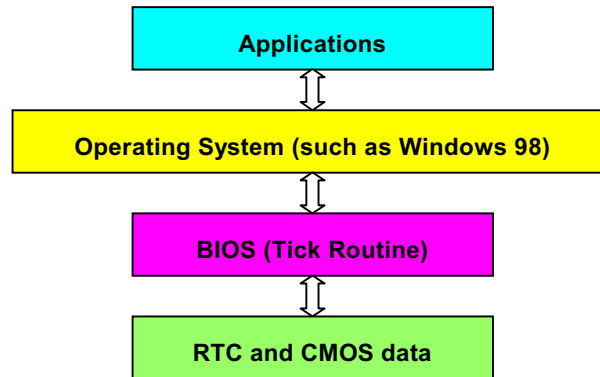 Applications
Operating System (such as Windows 98)
BIOS (Tick Routine)
RTC and CMOS data